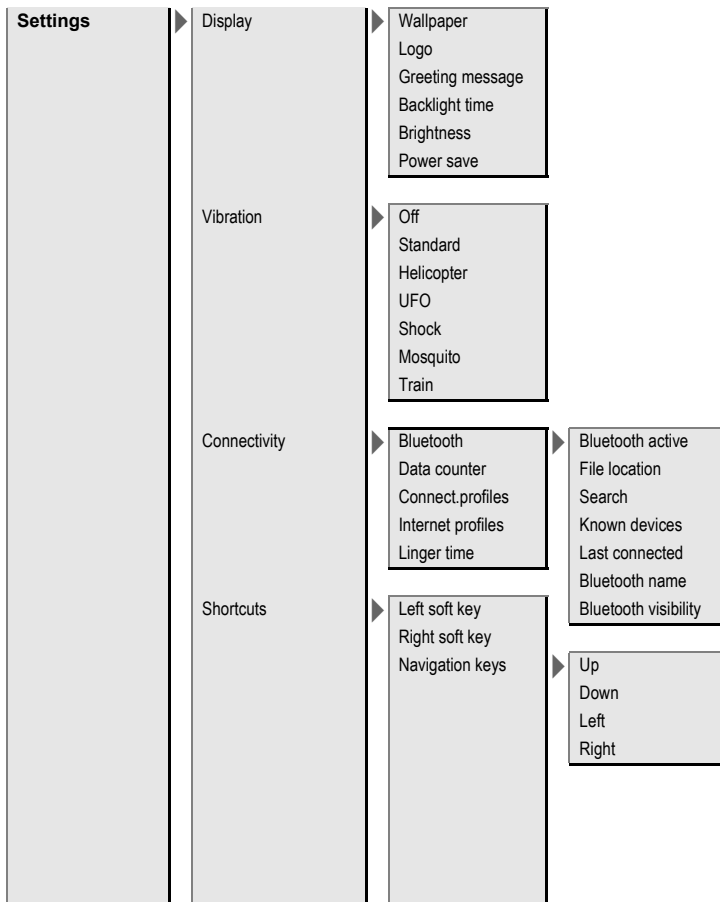 Settings
Display
Wallpaper
Logo
Greeting message
Backlight time
Brightness
Power save
Vibration
Off
Standard
Helicopter
UFO
Shock
Mosquito
Train
Connectivity
Bluetooth
Data counter
Connect.profiles
Internet profiles
Linger time
Bluetooth active
File location
Search
Known devices
Last connected
Bluetooth name
Bluetooth visibility
Shortcuts
Left soft key
Right soft key
Navigation keys
Up
Down
Left
Right